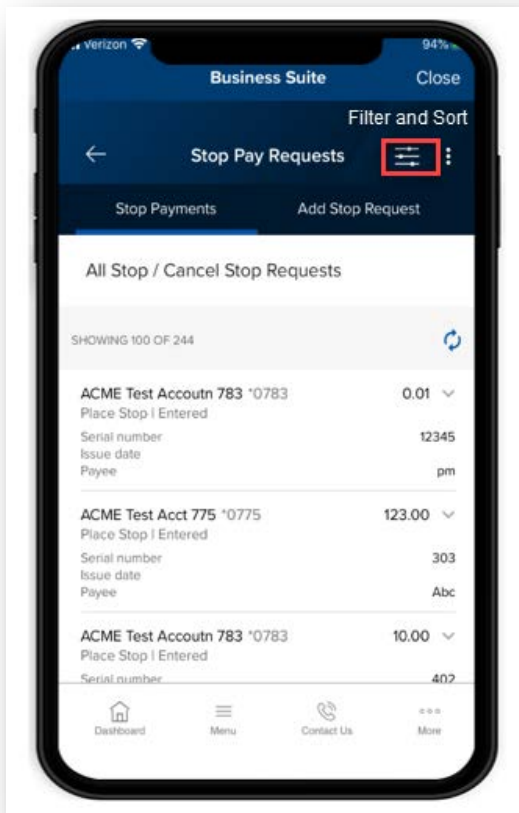 Verizon 94%
Business Suite Close
Filter and Sort
Stop Pay Requests
Stop Payments Add Stop Request
All Stop / Cancel Stop Requests
SHOWING 100 OF 244
ACME Test Accoutn 783 *0783 0.01
Place Stop | Entered
Serial number 12345
Issue date
Payee pm
ACME Test Acct 775 *0775 123.00
Place Stop | Entered
Serial number 303
Issue date
Payee Abc
ACME Test Accoutn 783 *0783 10.00
Place Stop | Entered
Serial number 402
Dashboard Menu Contact Us More